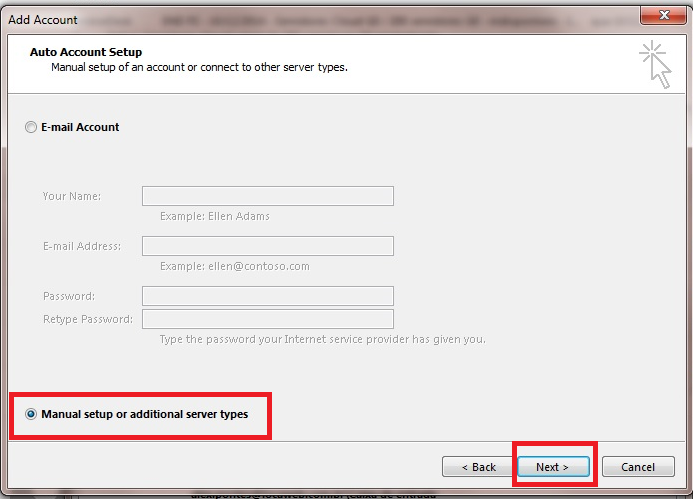 Add Account
Auto Account Setup
Manual setup of an account or connect to other server types.
E-mail Account
Your Name:
Example: Ellen Adams
E-mail Address:
Example: ellen@contoso.com
Password:
Retype Password:
Type the password your Internet service provider has given you.
Manual setup or additional server types
< Back
Next >
Cancel